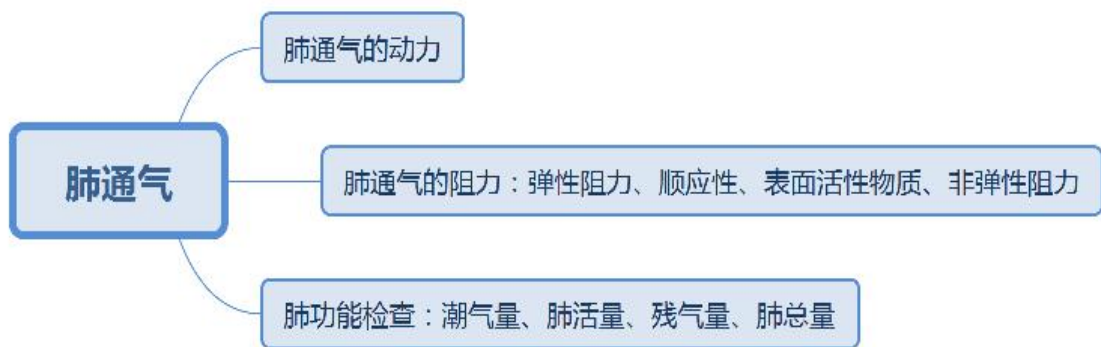 肺通气的动力
肺通气
肺通气的阻力：弹性阻力、顺应性、表面活性物质、非弹性阻力
肺功能检查：潮气量、肺活量、残气量、肺总量